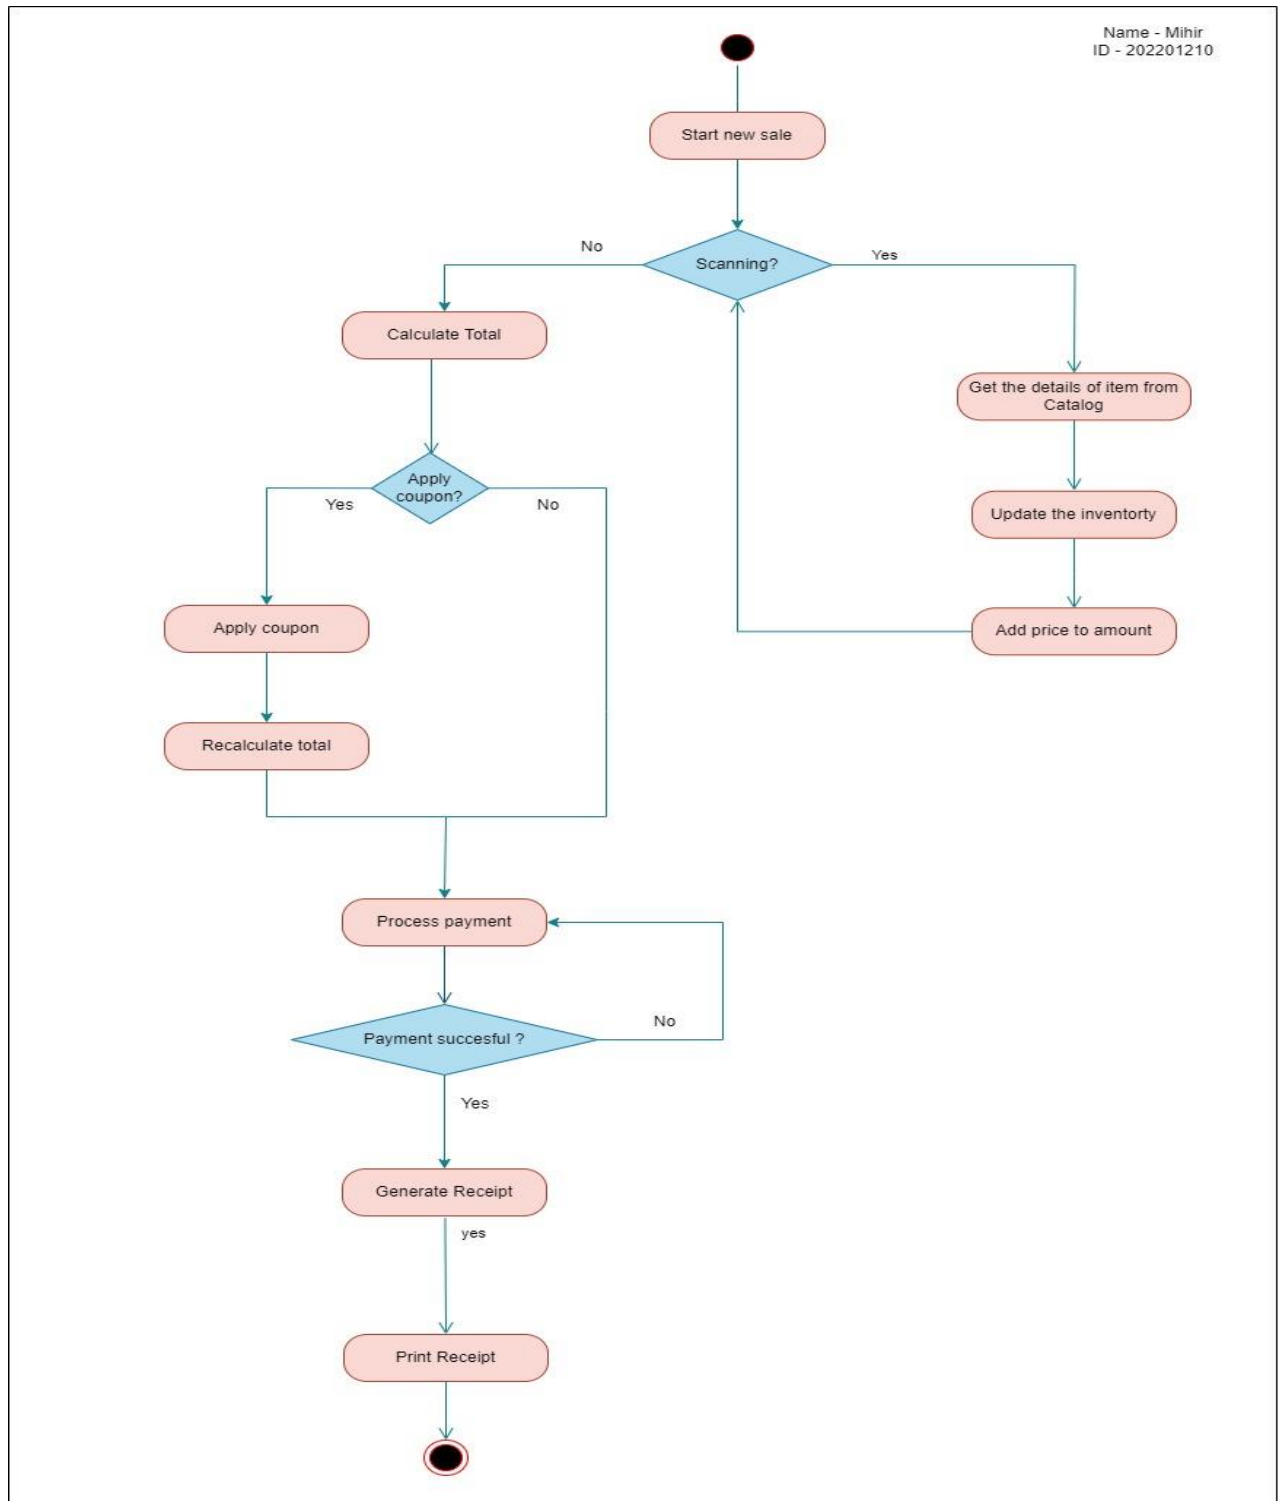 Name - Mihir
ID - 202201210
Start new sale
Scanning?
No
Yes
Calculate Total
Get the details of item from
Catalog
Apply
coupon?
Yes
No
Update the inventorty
Apply coupon
Add price to amount
Recalculate total
Process payment
No
Payment succesful ?
Yes
Generate Receipt
yes
Print Receipt